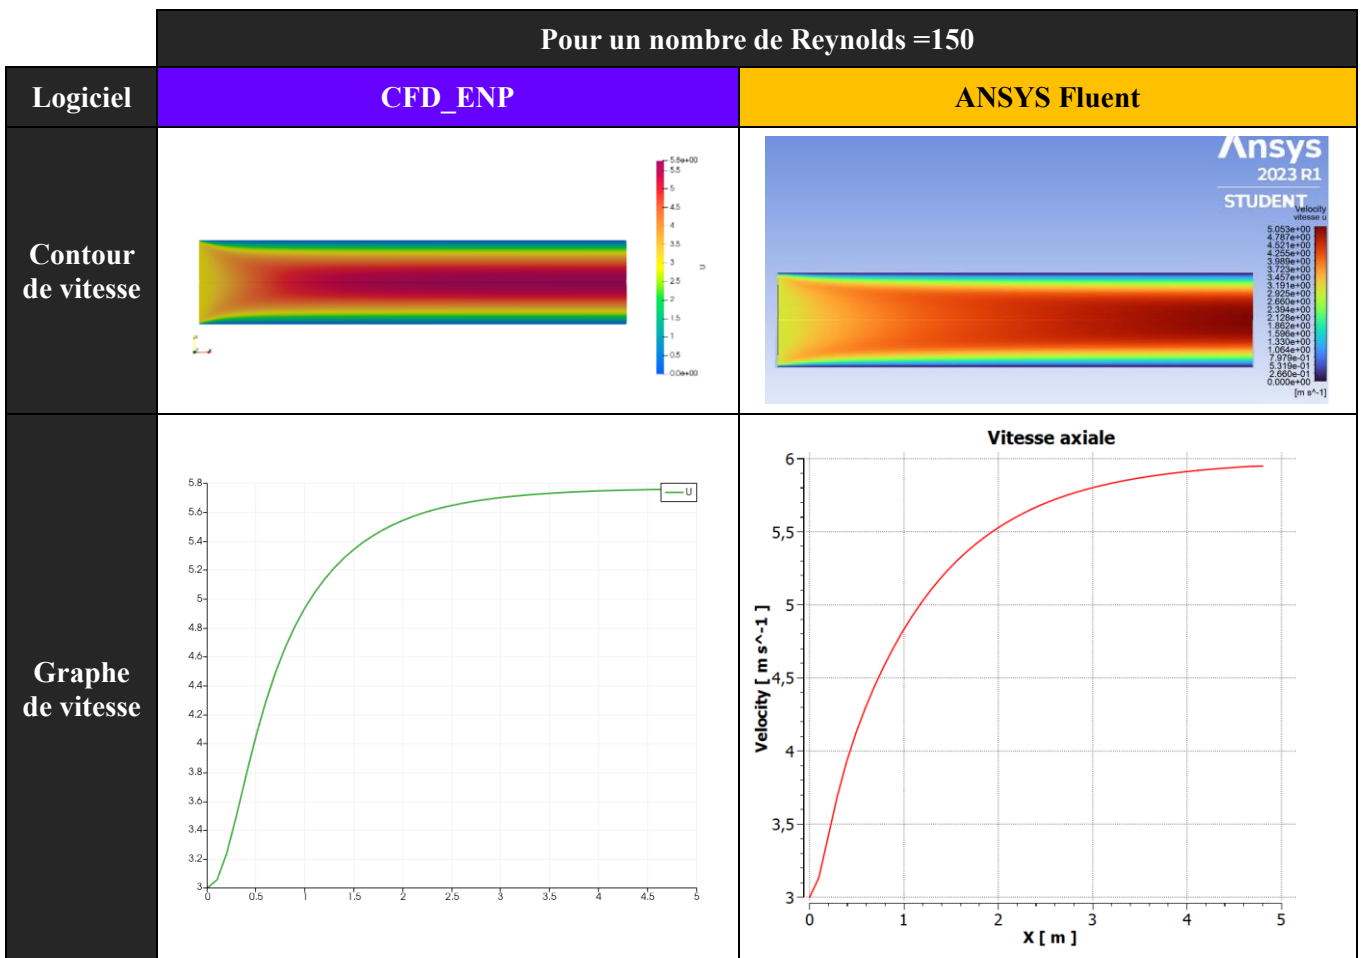 Pour un nombre de Reynolds =150
Logiciel
CFD_ENP
ANSYS Fluent
Contour
de vitesse
5.8e+00
5.5
5
4.5
4
3.5
3
2.5
2
1.5
1
0.5
0.0e+00
U
Ansys
2023 R1
STUDENT
Velocity
vitesse u
5.053e+00
4.787e+00
4.521e+00
4.255e+00
3.989e+00
3.723e+00
3.457e+00
3.191e+00
2.925e+00
2.660e+00
2.394e+00
2.128e+00
1.862e+00
1.596e+00
1.330e+00
1.064e+00
7.979e-01
5.319e-01
2.660e-01
0.000e+00
[m s^-1]
Graphe
de vitesse
U
5.8
5.6
5.4
5.2
5
4.8
4.6
4.4
4.2
4
3.8
3.6
3.4
3.2
3
0 0.5 1 1.5 2 2.5 3 3.5 4 4.5 5
Vitesse axiale
Velocity [ m s^-1 ]
6
5,5
5
4,5
4
3,5
3
0 1 2 3 4 5
X [ m ]